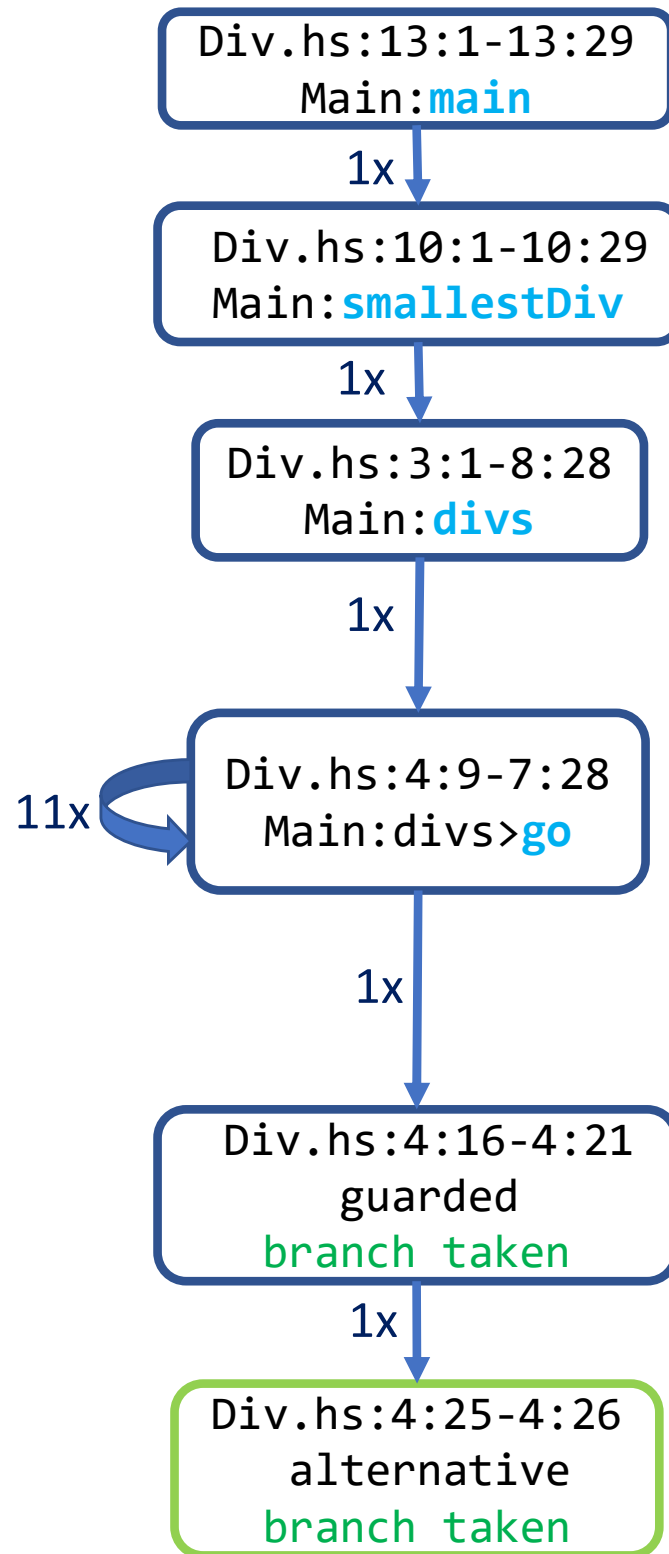 Div.hs:13:1-13:29
Main:main
1x
Div.hs:10:1-10:29
Main:smallestDiv
1x
Div.hs:3:1-8:28
Main:divs
1x
Div.hs:4:9-7:28
Main:divs>go
11x
1x
Div.hs:4:16-4:21
guarded
branch taken
1x
Div.hs:4:25-4:26
alternative
branch taken